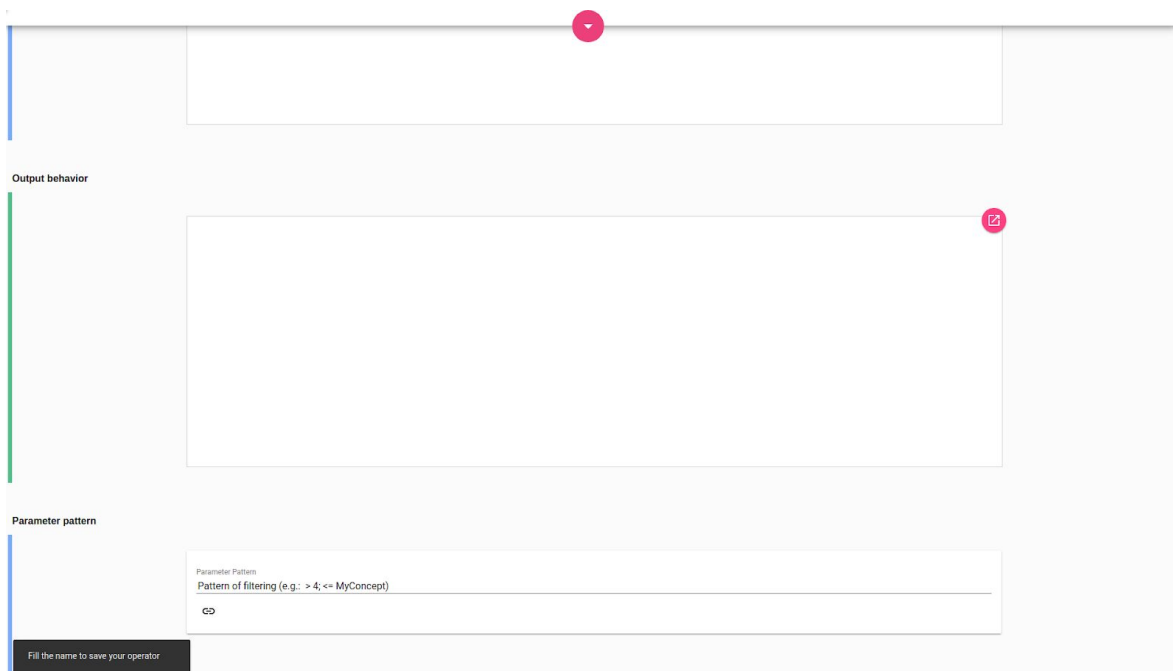 Output behavior
Parameter pattern
Parameter Pattern
Pattern of filtering (e.g.: > 4; <= MyConcept)
Fill the name to save your operator